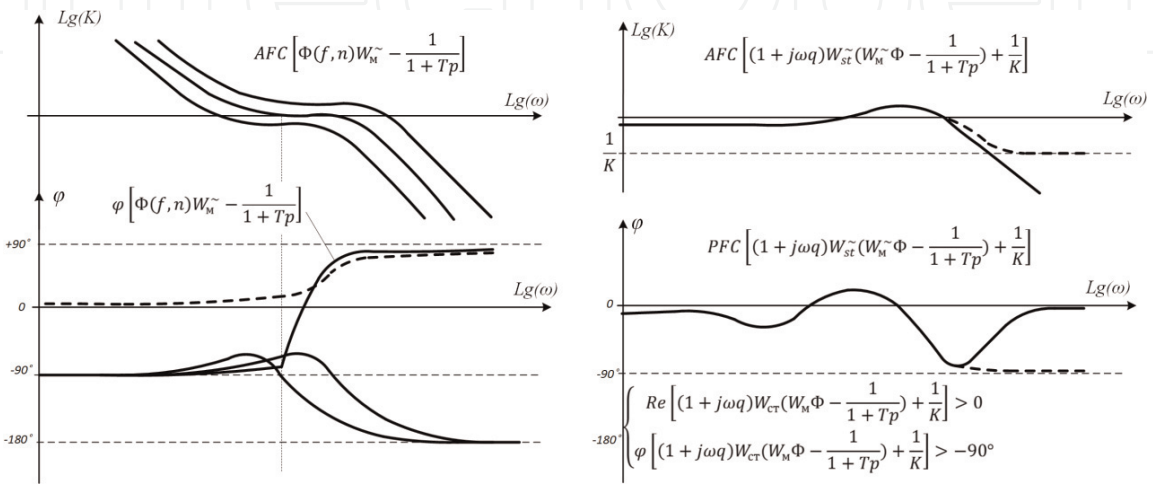 Lg(K)
AFC [Φ(f,n)W_м^~ − 1/(1 + Tp)]
Lg(ω)
φ
φ [Φ(f,n)W_м^~ − 1/(1 + Tp)]
+90°
0
Lg(ω)
-90°
-180°
Lg(K)
AFC [(1 + jωq)W_st^~(W_м^~Φ − 1/(1 + Tp)) + 1/K]
Lg(ω)
1/K
φ
PFC [(1 + jωq)W_st^~(W_м^~Φ − 1/(1 + Tp)) + 1/K]
0
Lg(ω)
-90°
Re [(1 + jωq)W_ст(W_мΦ − 1/(1 + Tp)) + 1/K] > 0
-180°
φ [(1 + jωq)W_ст(W_мΦ − 1/(1 + Tp)) + 1/K] > −90°